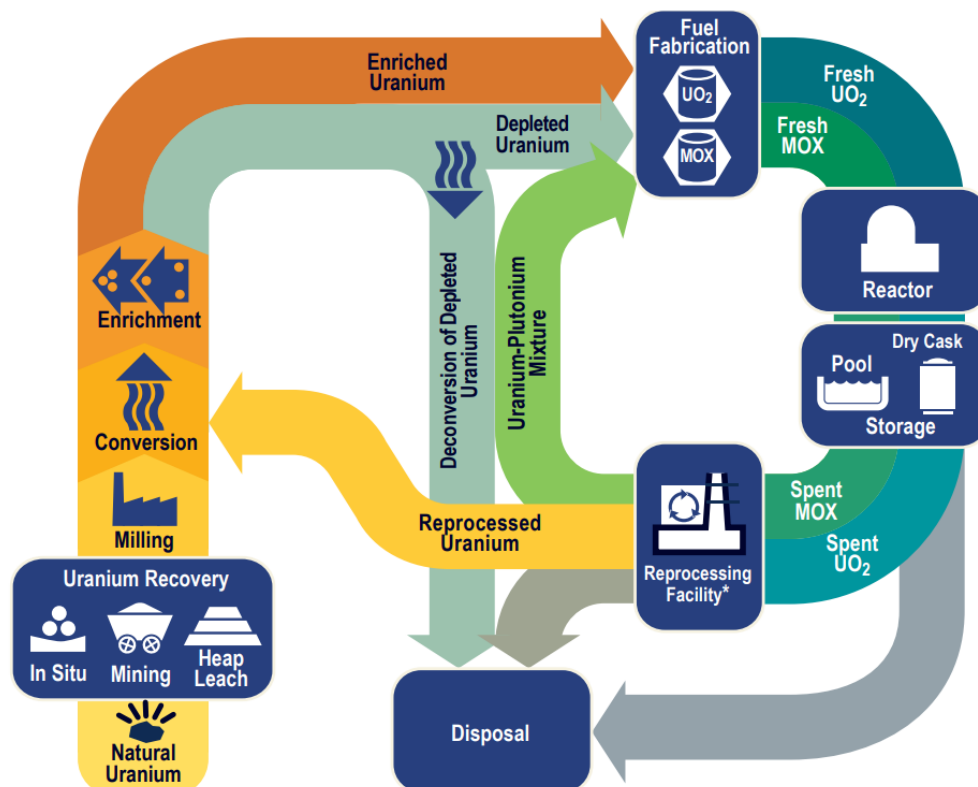 Fuel
Fabrication
UO₂
MOX
Enriched
Uranium
Depleted
Uranium
Fresh
UO₂
Fresh
MOX
Reactor
Dry Cask
Pool
Storage
Enrichment
Conversion
Milling
Deconversion of Depleted
Uranium
Uranium-Plutonium
Mixture
Reprocessed
Uranium
Reprocessing
Facility*
Spent
MOX
Spent
UO₂
Uranium Recovery
In Situ
Mining
Heap
Leach
Natural
Uranium
Disposal